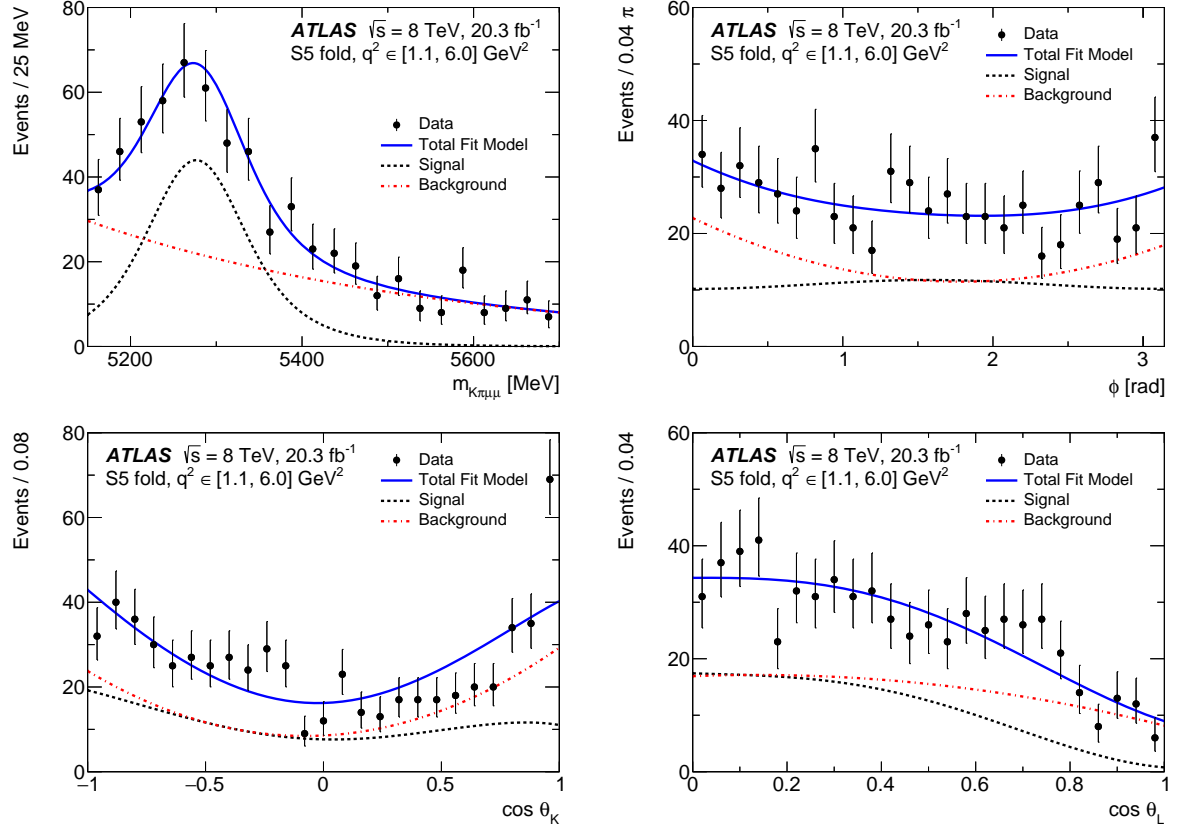 Events / 25 MeV
80
60
40
20
0
ATLAS √s = 8 TeV, 20.3 fb⁻¹
S5 fold, q² ∈ [1.1, 6.0] GeV²
Data
Total Fit Model
Signal
Background
5200 5400 5600
m_Kπμμ [MeV]
Events / 0.04 π
60
40
20
0
ATLAS √s = 8 TeV, 20.3 fb⁻¹
S5 fold, q² ∈ [1.1, 6.0] GeV²
Data
Total Fit Model
Signal
Background
0 1 2 3
ϕ [rad]
Events / 0.08
80
60
40
20
0
ATLAS √s = 8 TeV, 20.3 fb⁻¹
S5 fold, q² ∈ [1.1, 6.0] GeV²
Data
Total Fit Model
Signal
Background
−1 −0.5 0 0.5 1
cos θ_K
Events / 0.04
60
40
20
0
ATLAS √s = 8 TeV, 20.3 fb⁻¹
S5 fold, q² ∈ [1.1, 6.0] GeV²
Data
Total Fit Model
Signal
Background
0 0.2 0.4 0.6 0.8 1
cos θ_L